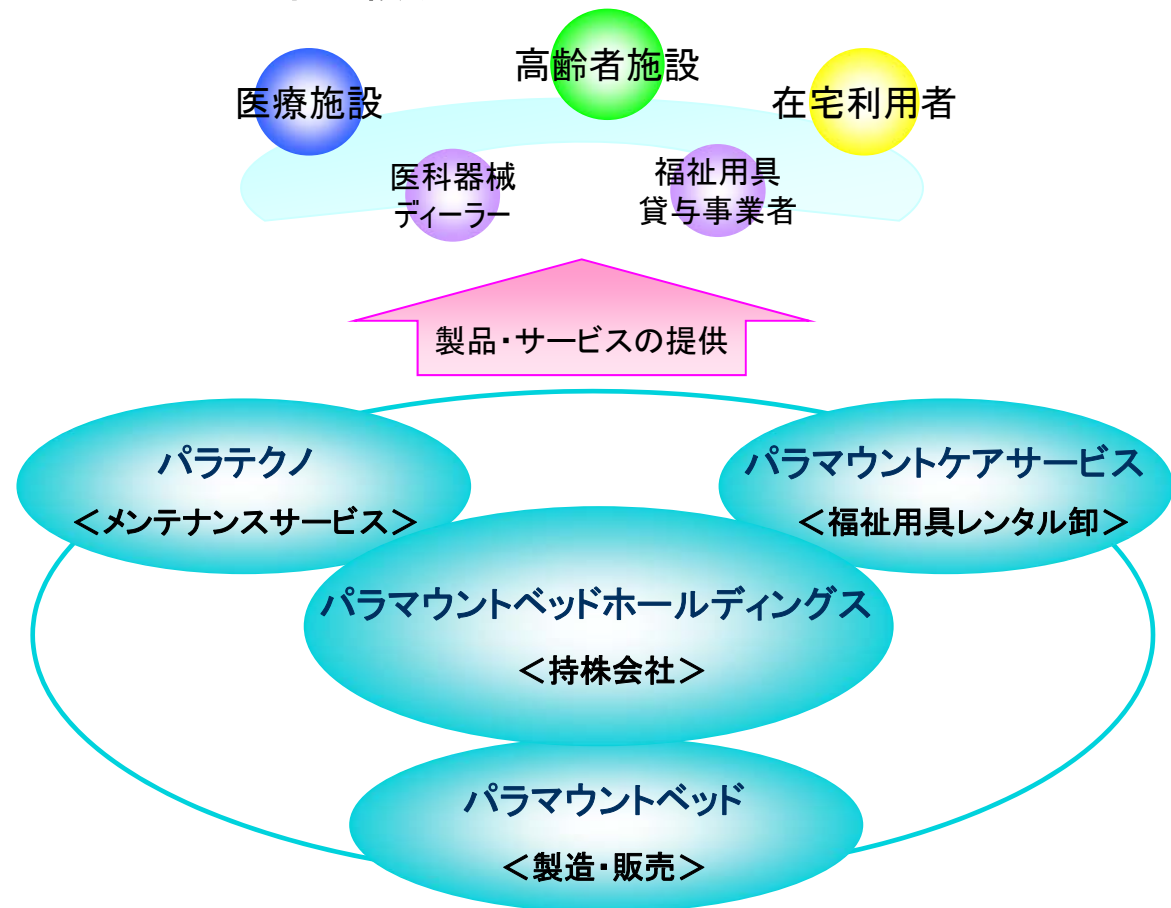 高齢者施設
医療施設
在宅利用者
医科器械
ディーラー
福祉用具
貸与事業者
製品・サービスの提供
パラテクノ
＜メンテナンスサービス＞
パラマウントケアサービス
＜福祉用具レンタル卸＞
パラマウントベッドホールディングス
＜持株会社＞
パラマウントベッド
＜製造・販売＞